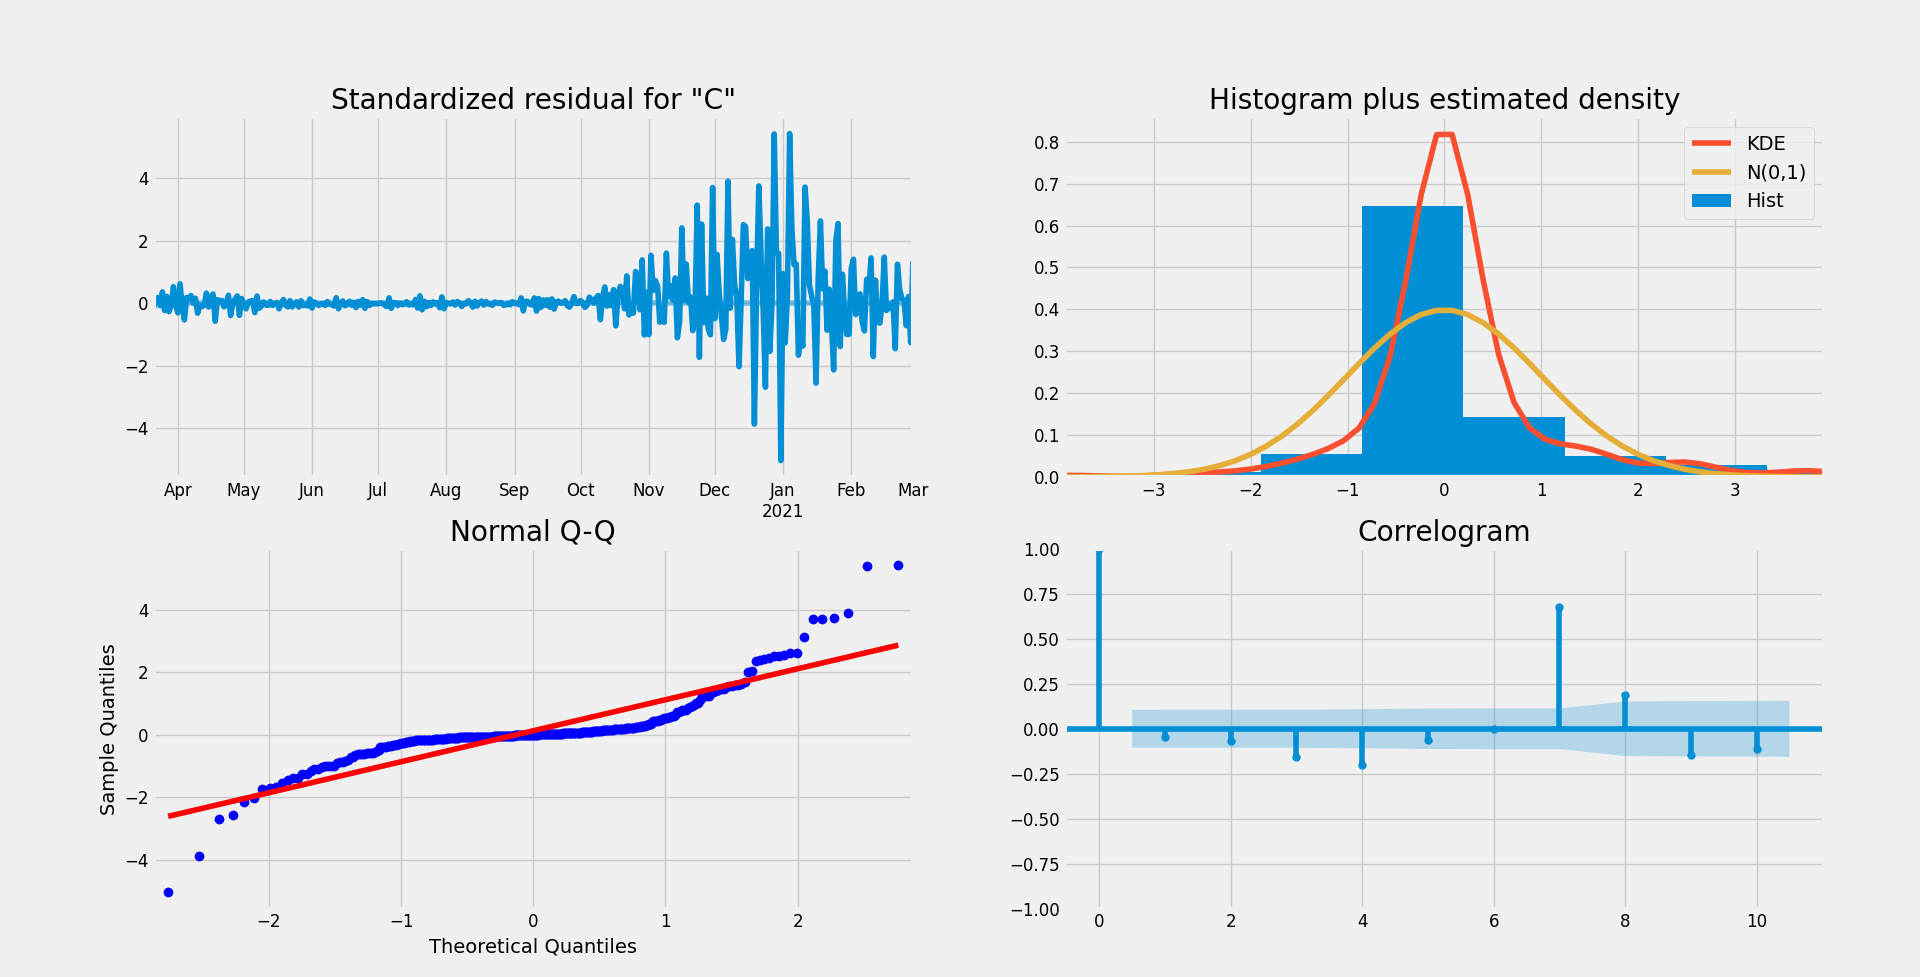 Standardized residual for "C"
4
2
0
−2
−4
Apr May Jun Jul Aug Sep Oct Nov Dec Jan Feb Mar
2021
Histogram plus estimated density
0.8
0.7
0.6
0.5
0.4
0.3
0.2
0.1
0.0
−3 −2 −1 0 1 2 3
KDE
N(0,1)
Hist
Normal Q-Q
Sample Quantiles
4
2
0
−2
−4
−2 −1 0 1 2
Theoretical Quantiles
Correlogram
1.00
0.75
0.50
0.25
0.00
−0.25
−0.50
−0.75
−1.00
0 2 4 6 8 10